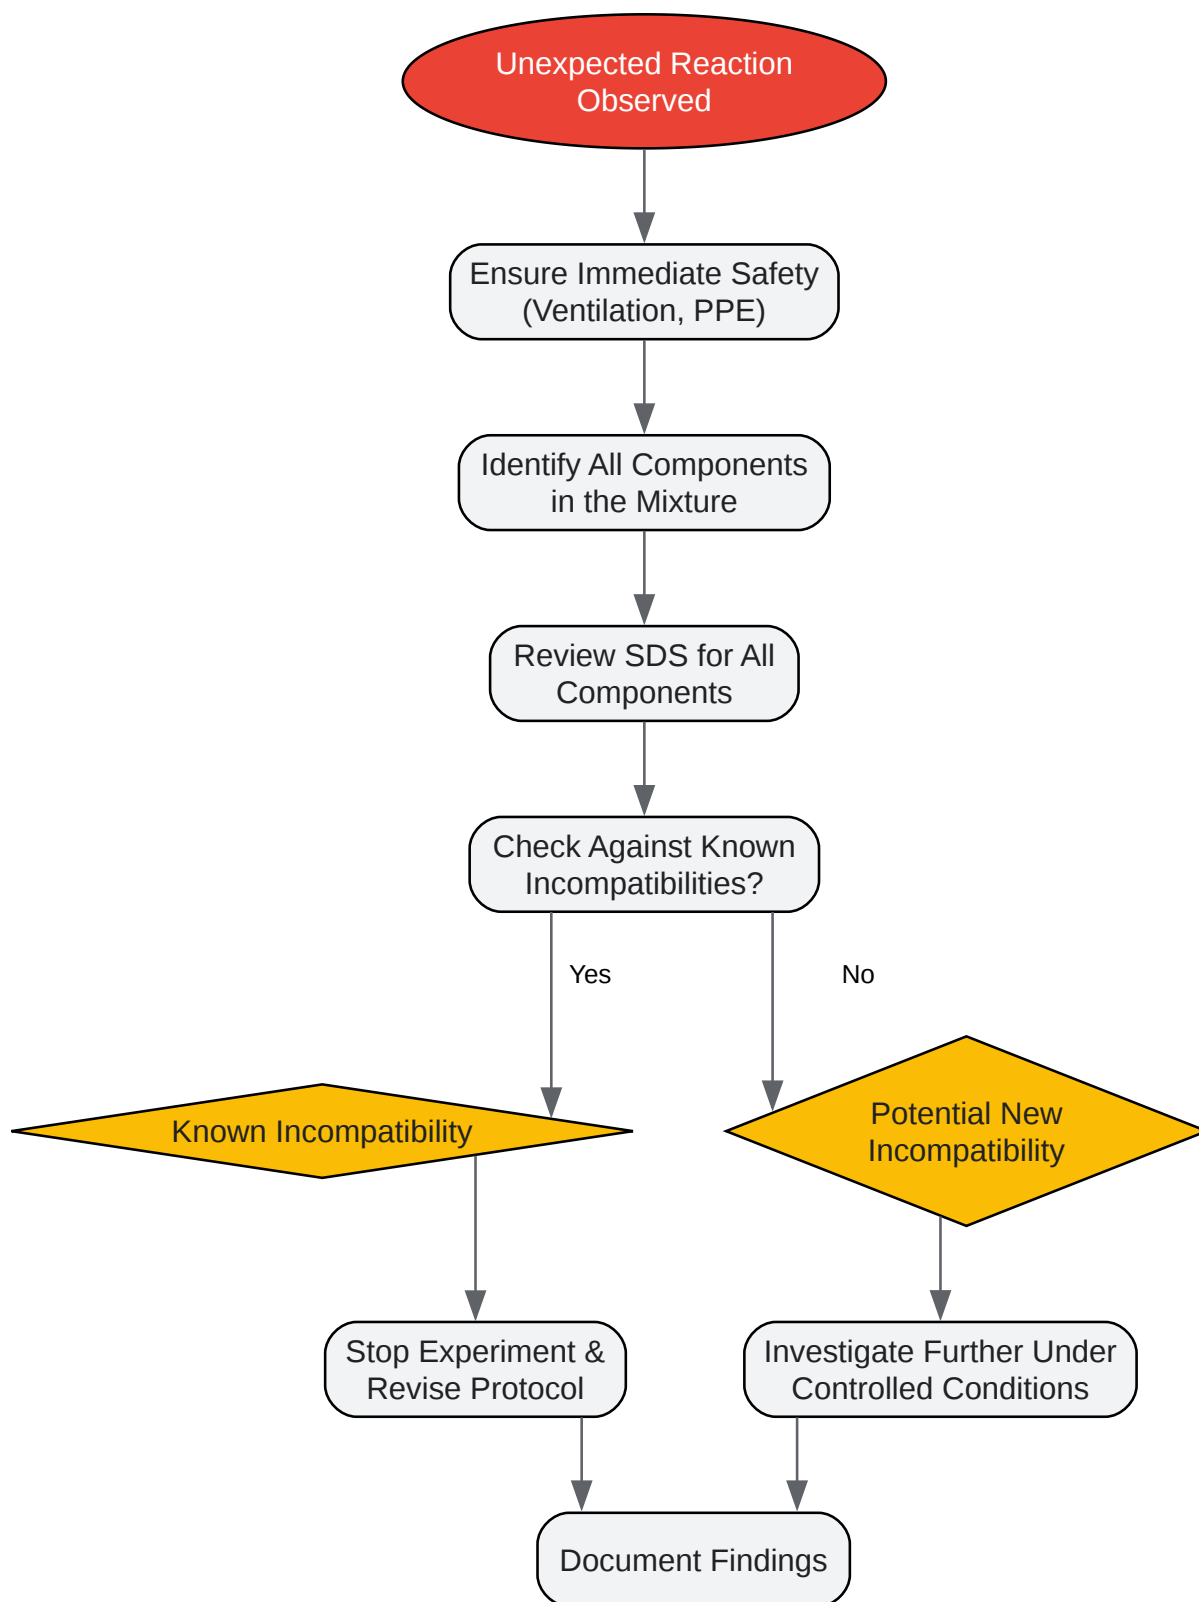 Unexpected Reaction
Observed
Ensure Immediate Safety
(Ventilation, PPE)
Identify All Components
in the Mixture
Review SDS for All
Components
Check Against Known
Incompatibilities?
Yes
No
Known Incompatibility
Potential New
Incompatibility
Stop Experiment &
Revise Protocol
Investigate Further Under
Controlled Conditions
Document Findings